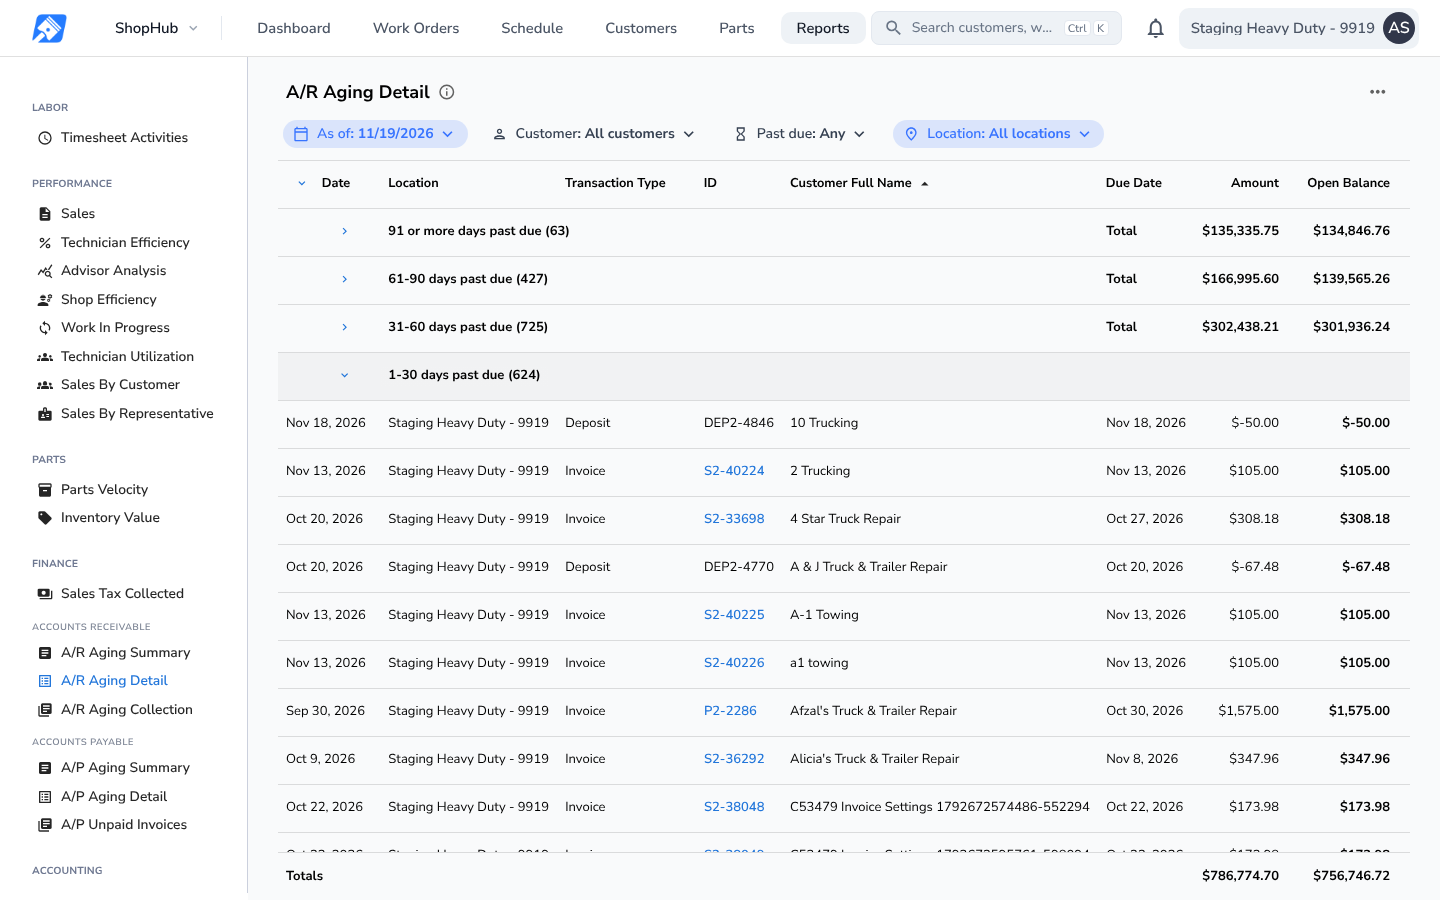 ShopHub
Dashboard
Work Orders
Schedule
Customers
Parts
Reports
Search customers, w...
Ctrl
K
Staging Heavy Duty - 9919
AS
LABOR
Timesheet Activities
PERFORMANCE
Sales
Technician Efficiency
Advisor Analysis
Shop Efficiency
Work In Progress
Technician Utilization
Sales By Customer
Sales By Representative
PARTS
Parts Velocity
Inventory Value
FINANCE
Sales Tax Collected
ACCOUNTS RECEIVABLE
A/R Aging Summary
A/R Aging Detail
A/R Aging Collection
ACCOUNTS PAYABLE
A/P Aging Summary
A/P Aging Detail
A/P Unpaid Invoices
ACCOUNTING
A/R Aging Detail
As of: 11/19/2026
Customer: All customers
Past due: Any
Location: All locations
Date Location Transaction Type ID Customer Full Name Due Date Amount Open Balance
91 or more days past due (63) Total $135,335.75 $134,846.76
61-90 days past due (427) Total $166,995.60 $139,565.26
31-60 days past due (725) Total $302,438.21 $301,936.24
1-30 days past due (624)
Nov 18, 2026 Staging Heavy Duty - 9919 Deposit DEP2-4846 10 Trucking Nov 18, 2026 $-50.00 $-50.00
Nov 13, 2026 Staging Heavy Duty - 9919 Invoice S2-40224 2 Trucking Nov 13, 2026 $105.00 $105.00
Oct 20, 2026 Staging Heavy Duty - 9919 Invoice S2-33698 4 Star Truck Repair Oct 27, 2026 $308.18 $308.18
Oct 20, 2026 Staging Heavy Duty - 9919 Deposit DEP2-4770 A & J Truck & Trailer Repair Oct 20, 2026 $-67.48 $-67.48
Nov 13, 2026 Staging Heavy Duty - 9919 Invoice S2-40225 A-1 Towing Nov 13, 2026 $105.00 $105.00
Nov 13, 2026 Staging Heavy Duty - 9919 Invoice S2-40226 a1 towing Nov 13, 2026 $105.00 $105.00
Sep 30, 2026 Staging Heavy Duty - 9919 Invoice P2-2286 Afzal's Truck & Trailer Repair Oct 30, 2026 $1,575.00 $1,575.00
Oct 9, 2026 Staging Heavy Duty - 9919 Invoice S2-36292 Alicia's Truck & Trailer Repair Nov 8, 2026 $347.96 $347.96
Oct 22, 2026 Staging Heavy Duty - 9919 Invoice S2-38048 C53479 Invoice Settings 1792672574486-552294 Oct 22, 2026 $173.98 $173.98
Totals $786,774.70 $756,746.72